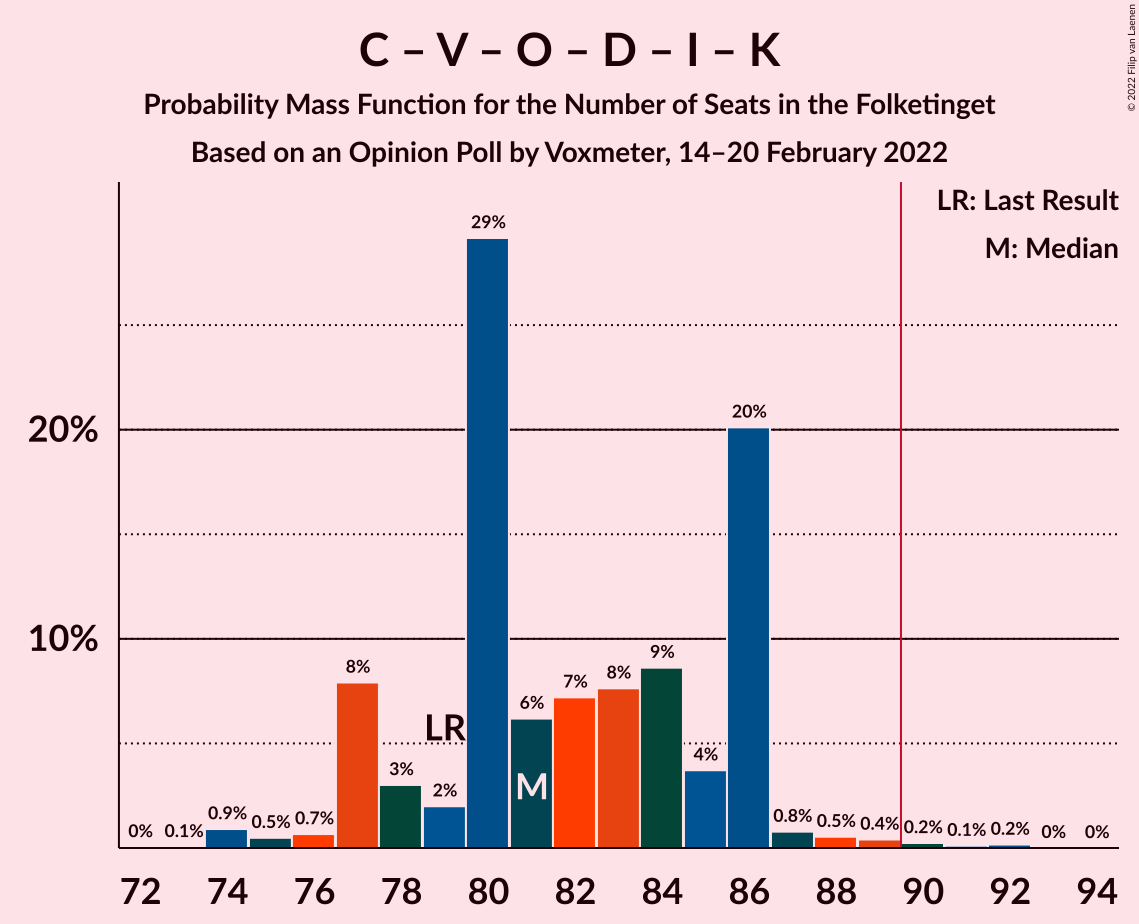 C – V – O – D – I – K
Probability Mass Function for the Number of Seats in the Folketinget
Based on an Opinion Poll by Voxmeter, 14–20 February 2022
© 2022 Filip van Laenen
LR: Last Result
M: Median
20%
10%
0%
0.1%
0.9%
0.5%
0.7%
8%
3%
2%
29%
6%
7%
8%
9%
4%
20%
0.8%
0.5%
0.4%
0.2%
0.1%
0.2%
0%
0%
LR
M
72 74 76 78 80 82 84 86 88 90 92 94